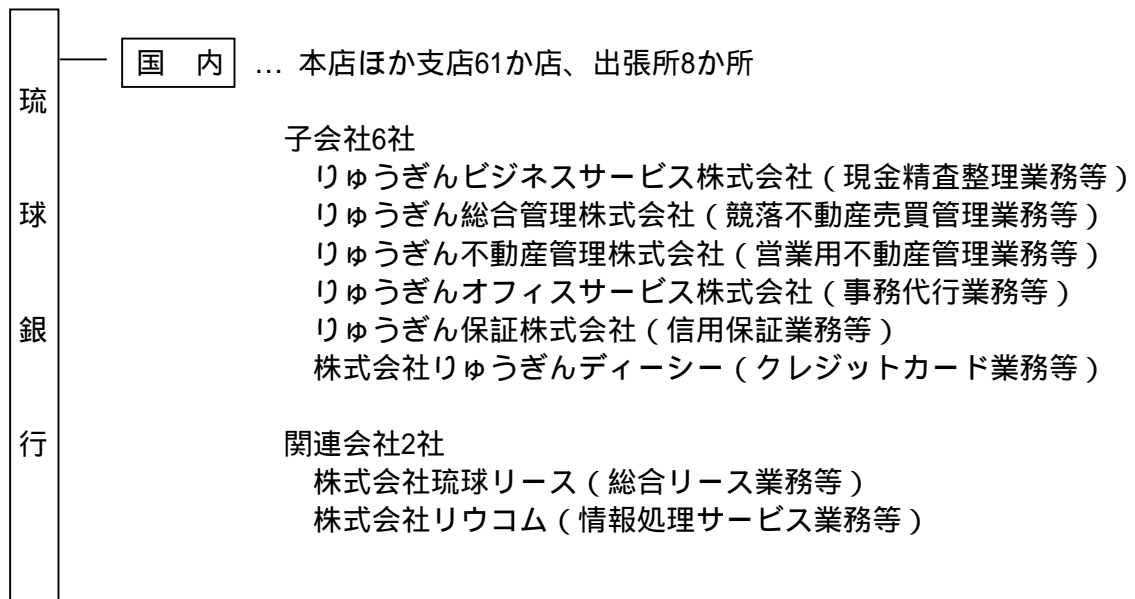 琉球銀行
国 内 … 本店ほか支店61か店、出張所8か所
子会社6社
りゅうぎんビジネスサービス株式会社(現金精査整理業務等)
りゅうぎん総合管理株式会社(競落不動産売買管理業務等)
りゅうぎん不動産管理株式会社(営業用不動産管理業務等)
りゅうぎんオフィスサービス株式会社(事務代行業務等)
りゅうぎん保証株式会社(信用保証業務等)
株式会社りゅうぎんディーシー(クレジットカード業務等)
関連会社2社
株式会社琉球リース(総合リース業務等)
株式会社リウコム(情報処理サービス業務等)